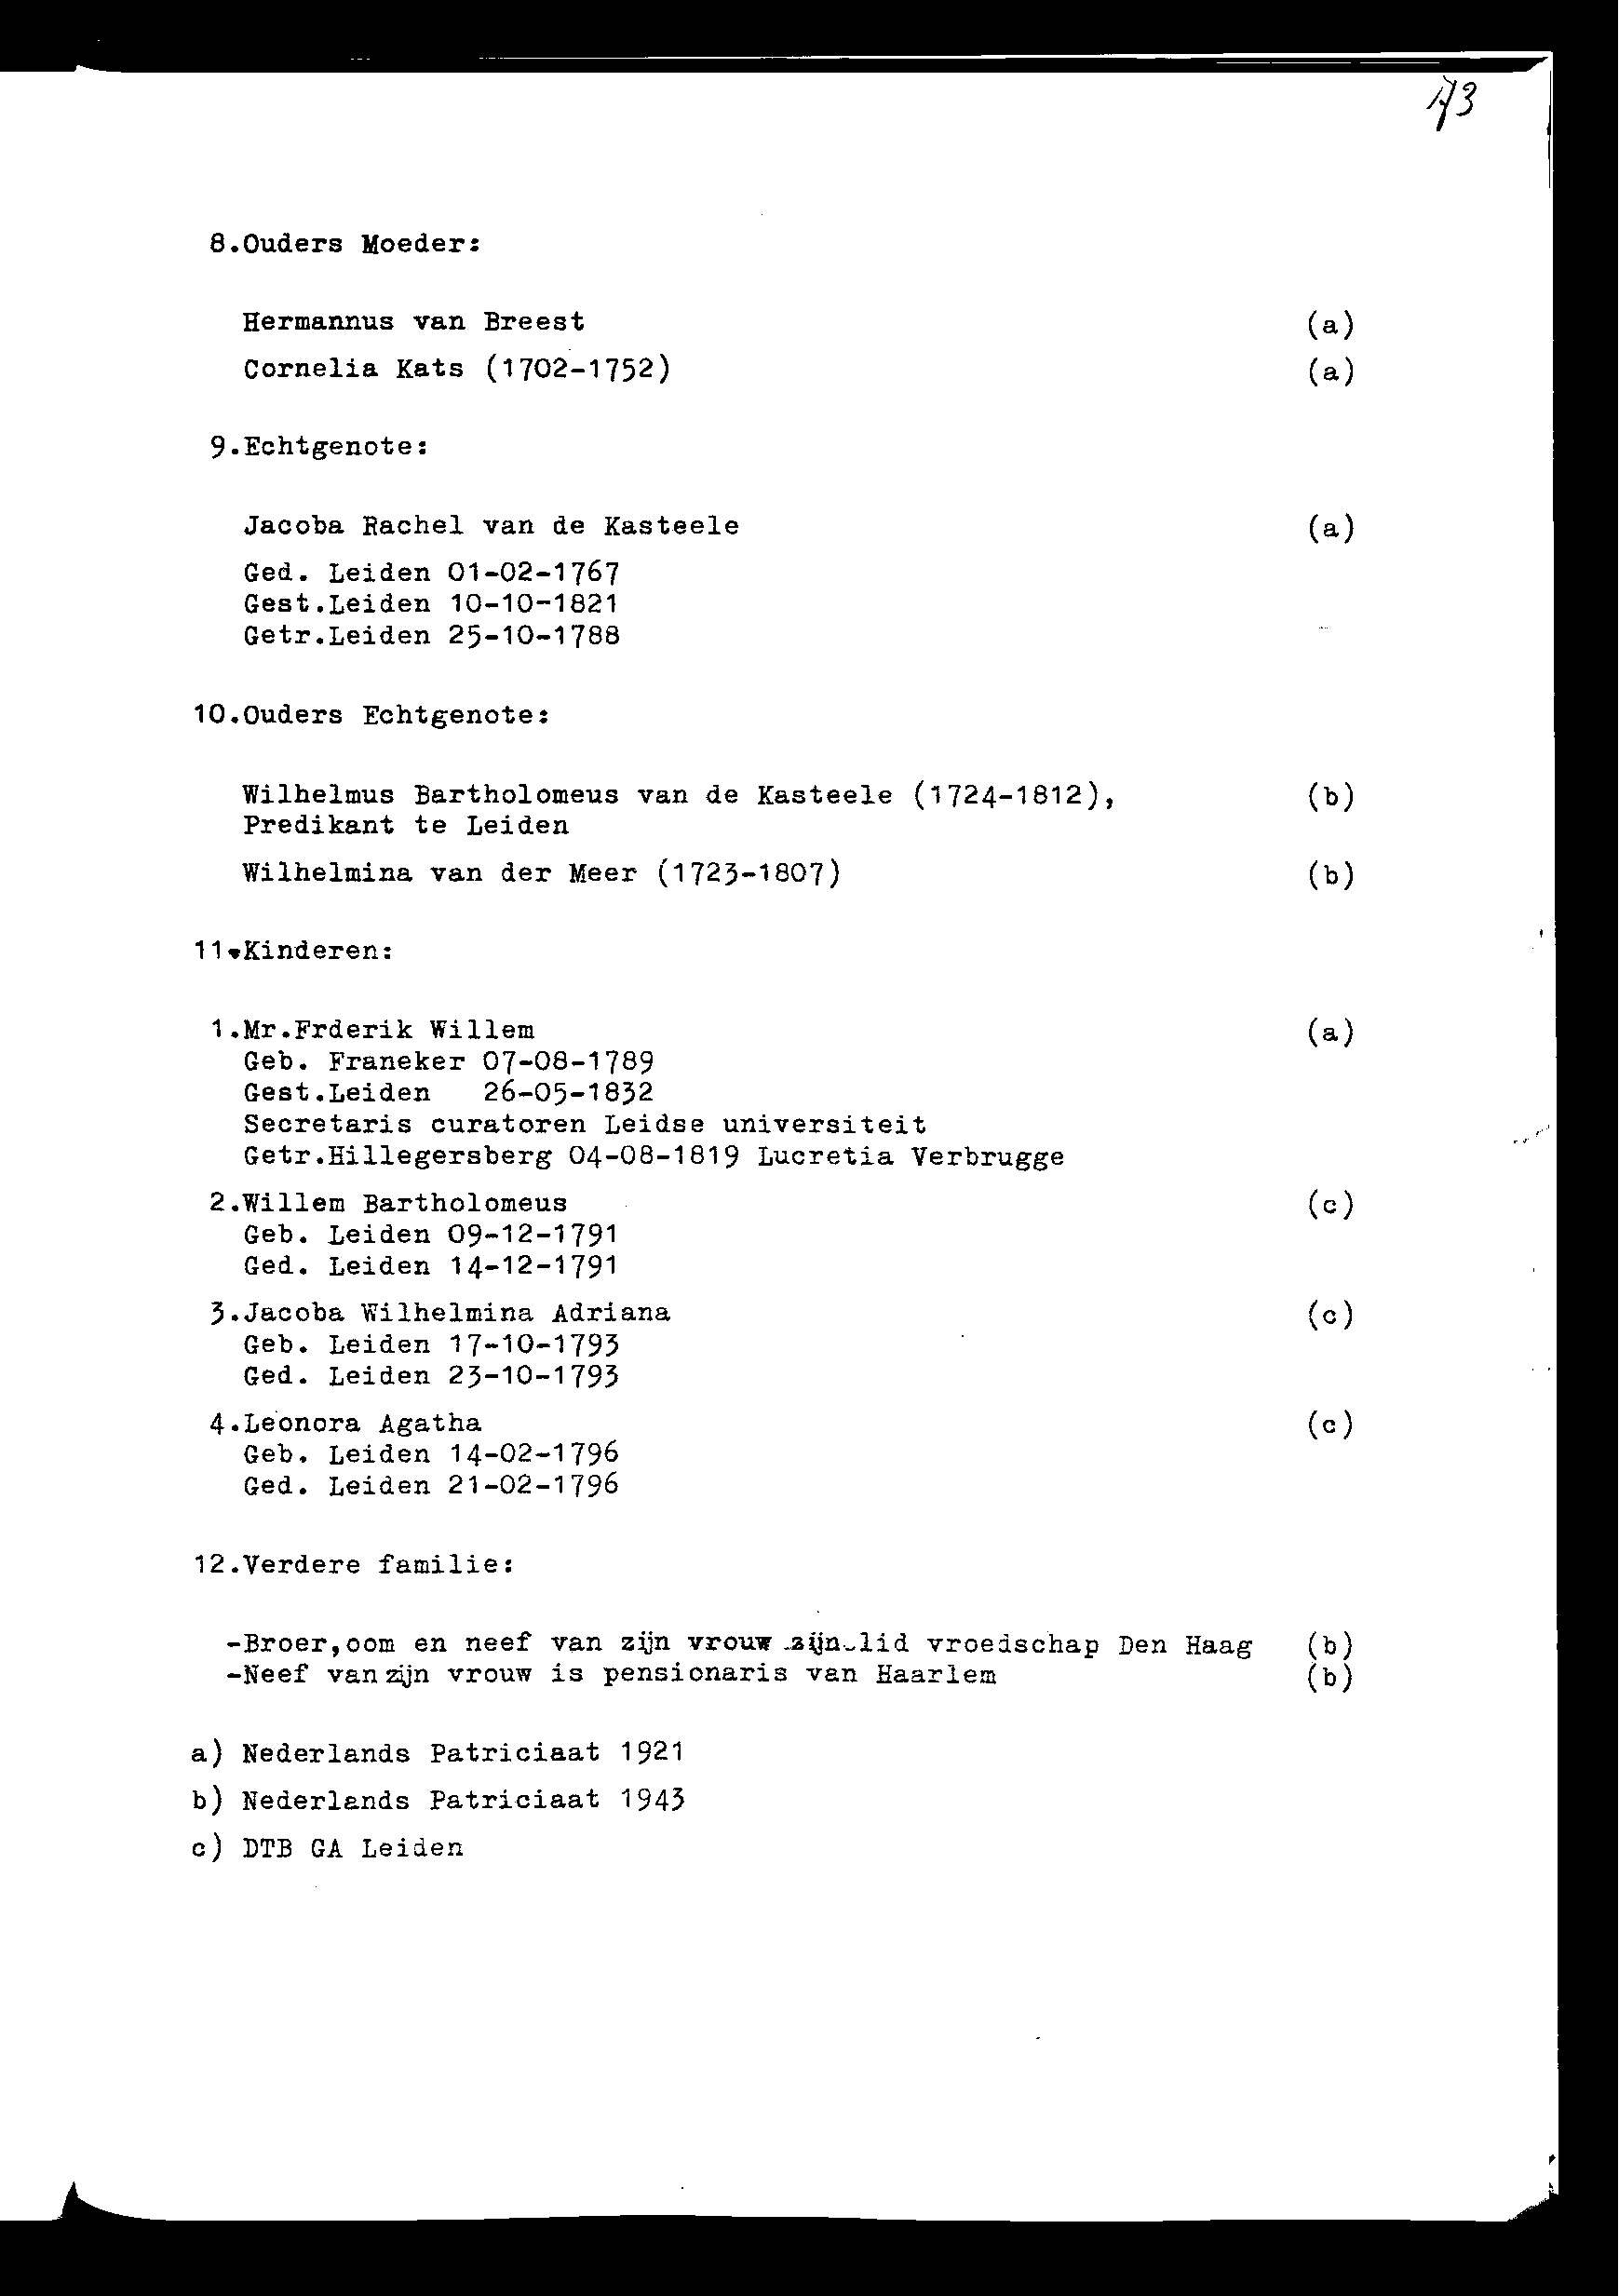 173
8.Ouders Moeder:
Hermannus van Breest (a)
Cornelia Kats (1702-1752) (a)
9.Echtgenote:
Jacoba Rachel van de Kasteele (a)
Ged. Leiden 01-02-1767
Gest.Leiden 10-10-1821
Getr.Leiden 25-10-1788
10.Ouders Echtgenote:
Wilhelmus Bartholomeus van de Kasteele (1724-1812), (b)
Predikant te Leiden
Wilhelmina van der Meer (1723-1807) (b)
11.Kinderen:
1.Mr.Frderik Willem (a)
Geb. Franeker 07-08-1789
Gest.Leiden 26-05-1832
Secretaris curatoren Leidse universiteit
Getr.Hillegersberg 04-08-1819 Lucretia Verbrugge
2.Willem Bartholomeus (c)
Geb. Leiden 09-12-1791
Ged. Leiden 14-12-1791
3.Jacoba Wilhelmina Adriana (c)
Geb. Leiden 17-10-1793
Ged. Leiden 23-10-1793
4.Leonora Agatha (c)
Geb. Leiden 14-02-1796
Ged. Leiden 21-02-1796
12.Verdere familie:
-Broer,oom en neef van zijn vrouw zijn lid vroedschap Den Haag (b)
-Neef van zijn vrouw is pensionaris van Haarlem (b)
a) Nederlands Patriciaat 1921
b) Nederlands Patriciaat 1943
c) DTB GA Leiden